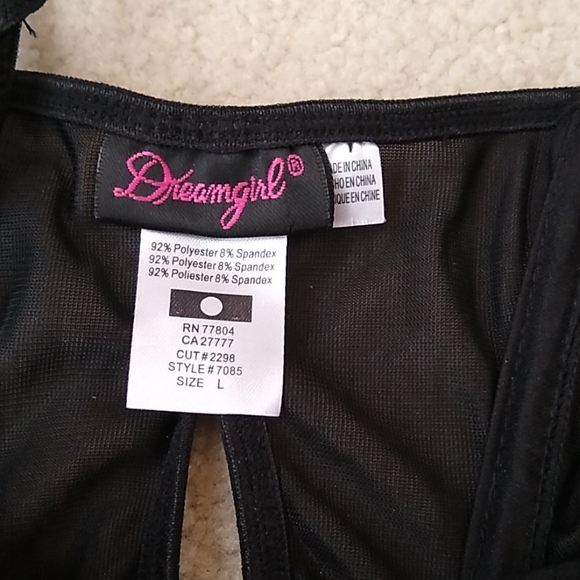 Dreamgirl®
DE IN CHINA
HO EN CHINA
IQUE EN CHINE
92% Polyester 8% Spandex
92% Polyester 8% Spandex
92% Poliester 8% Spandex
RN 77804
CA 27777
CUT # 2298
STYLE # 7085
SIZE L